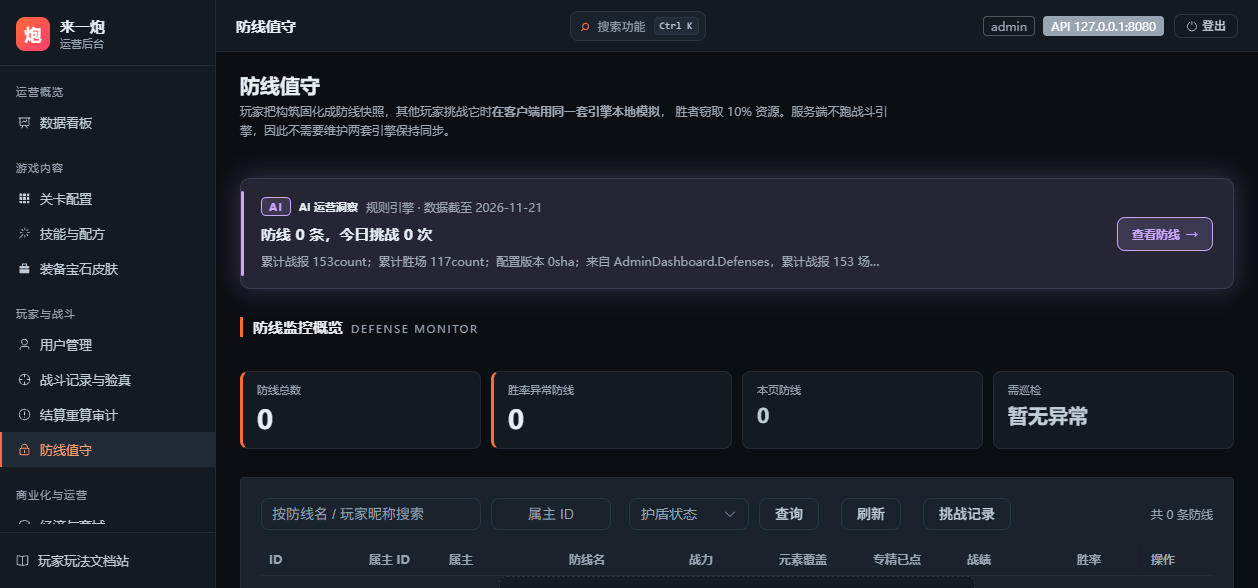 炮
来一炮
运营后台
运营概览
数据看板
游戏内容
关卡配置
技能与配方
装备宝石皮肤
玩家与战斗
用户管理
战斗记录与验真
结算重算审计
防线值守
商业化与运营
玩家玩法文档站
防线值守
搜索功能 Ctrl K
admin
API 127.0.0.1:8080
登出
防线值守
玩家把构筑固化成防线快照，其他玩家挑战它时在客户端用同一套引擎本地模拟， 胜者窃取 10% 资源。服务端不跑战斗引
擎，因此不需要维护两套引擎保持同步。
AI AI 运营洞察 规则引擎 · 数据截至 2026-11-21
防线 0 条，今日挑战 0 次
累计战报 153count；累计胜场 117count；配置版本 0sha；来自 AdminDashboard.Defenses，累计战报 153 场...
查看防线 →
防线监控概览 DEFENSE MONITOR
防线总数
0
胜率异常防线
0
本页防线
0
需巡检
暂无异常
按防线名 / 玩家昵称搜索 属主 ID 护盾状态 查询 刷新 挑战记录 共 0 条防线
ID 属主 ID 属主 防线名 战力 元素覆盖 专精已点 战绩 胜率 操作